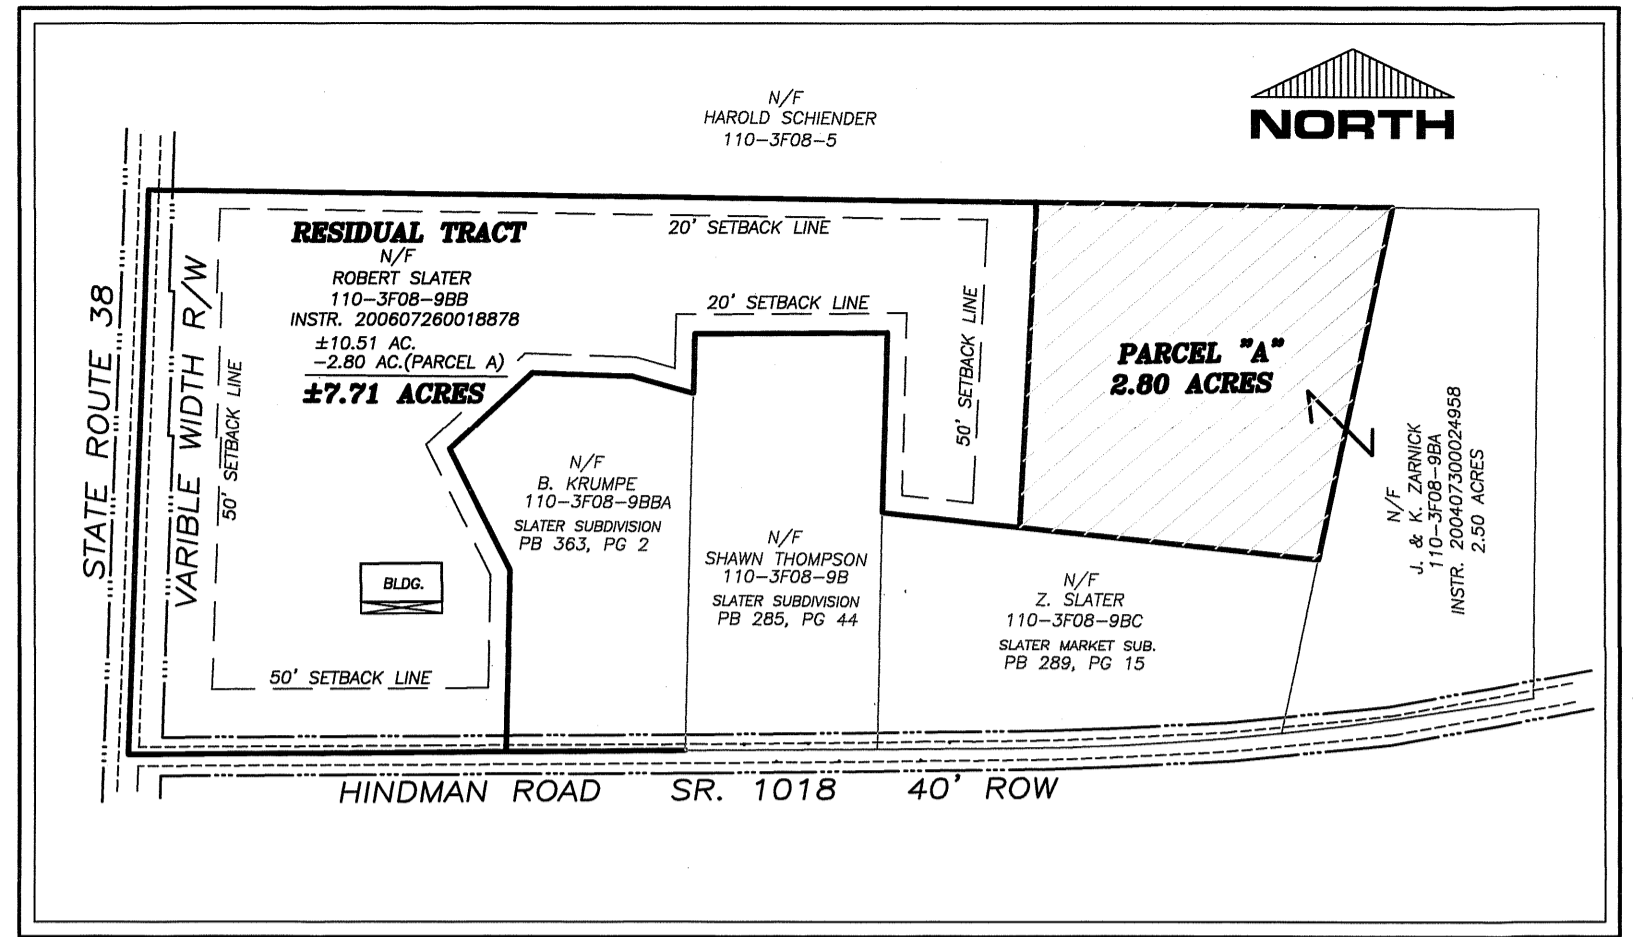 N/F
HAROLD SCHIENDER
110-3F08-5
NORTH
STATE ROUTE 38
VARIBLE WIDTH R/W
50' SETBACK LINE
RESIDUAL TRACT
N/F
ROBERT SLATER
110-3F08-9BB
INSTR. 200607260018878
±10.51 AC.
-2.80 AC.(PARCEL A)
±7.71 ACRES
20' SETBACK LINE
20' SETBACK LINE
50' SETBACK LINE
PARCEL "A"
2.80 ACRES
N/F
J. & K. ZARNICK
110-3F08-9BA
INSTR. 200407300024958
2.50 ACRES
N/F
B. KRUMPE
110-3F08-9BBA
SLATER SUBDIVISION
PB 363, PG 2
N/F
SHAWN THOMPSON
110-3F08-9B
SLATER SUBDIVISION
PB 285, PG 44
N/F
Z. SLATER
110-3F08-9BC
SLATER MARKET SUB.
PB 289, PG 15
BLDG.
50' SETBACK LINE
HINDMAN ROAD SR. 1018 40' ROW